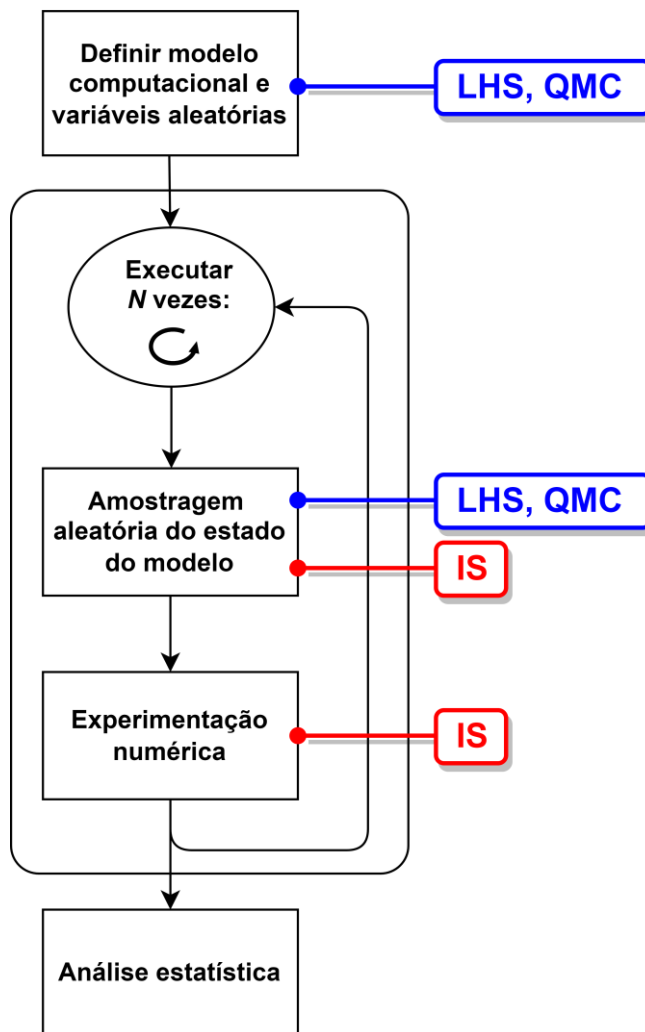 Definir modelo
computacional e
variáveis aleatórias
LHS, QMC
Executar
N vezes:
Amostragem
aleatória do estado
do modelo
LHS, QMC
IS
Experimentação
numérica
IS
Análise estatística